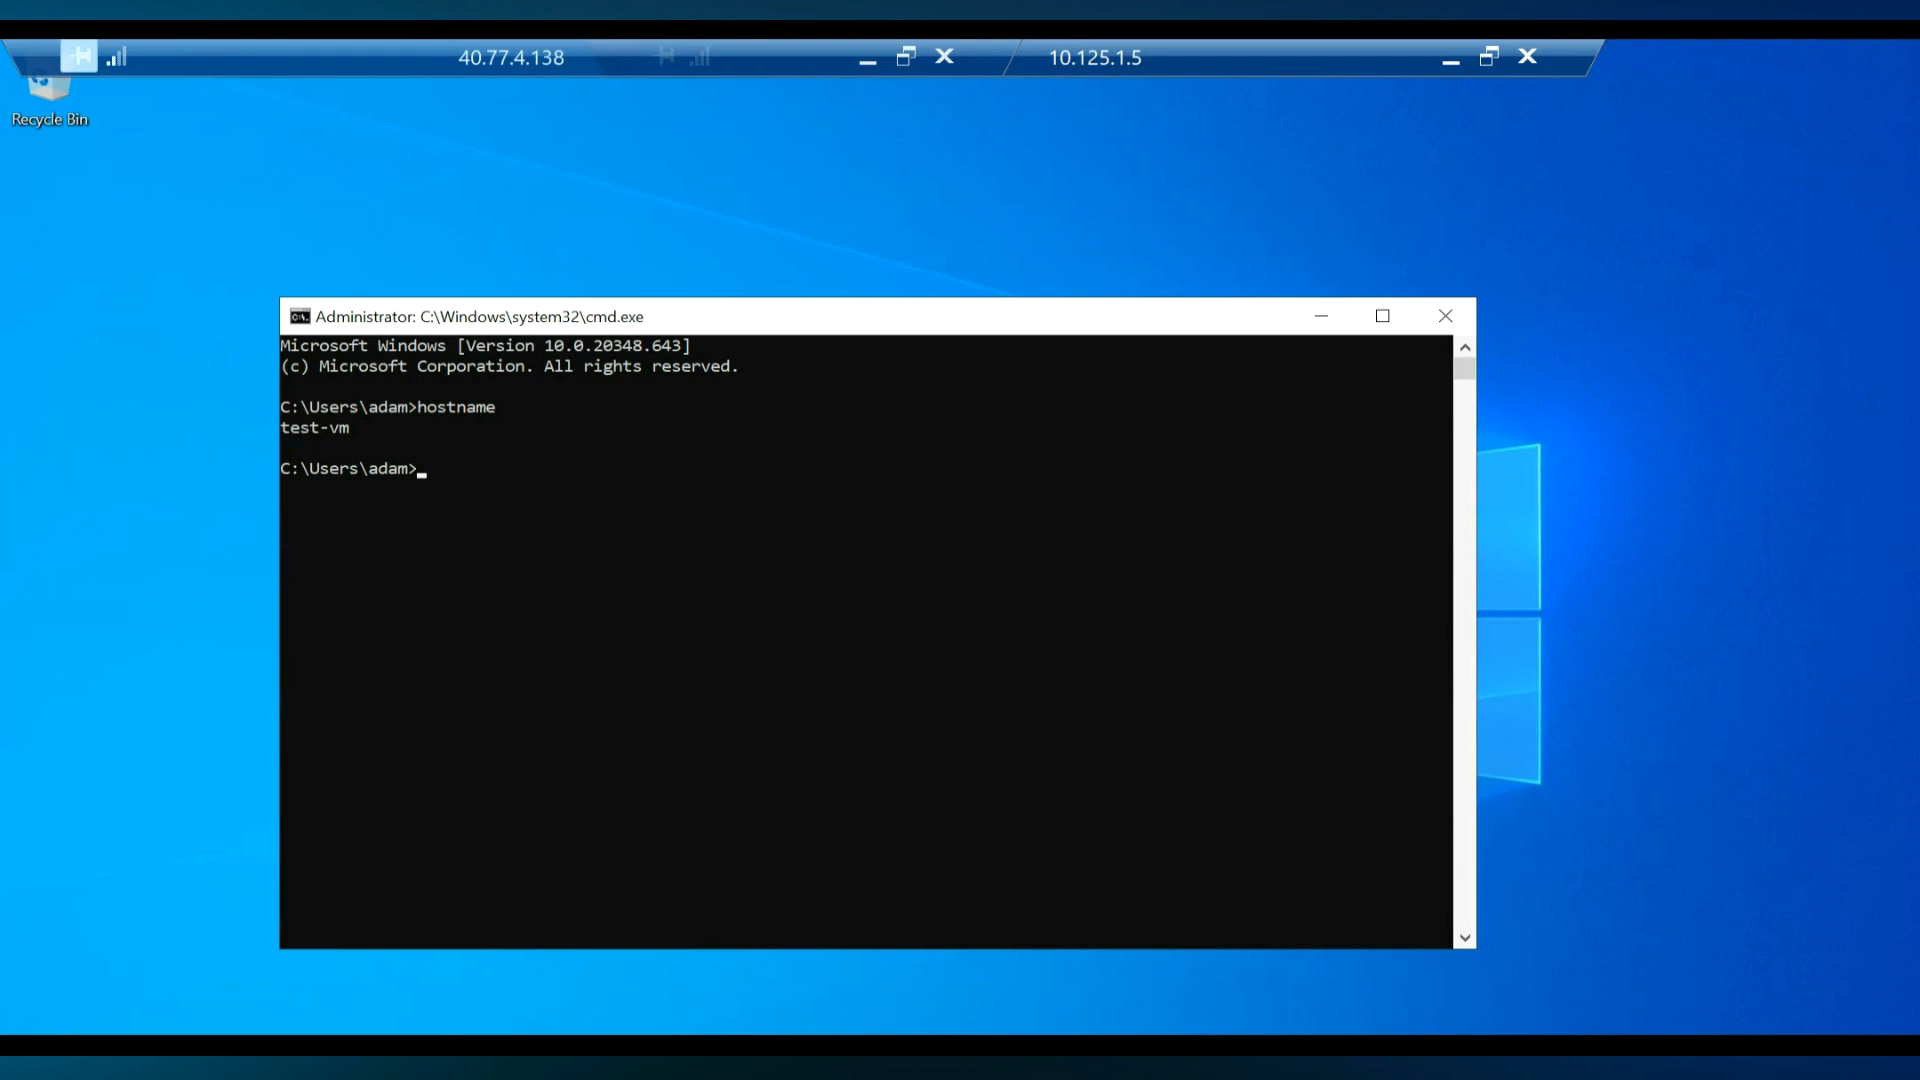 40.77.4.138
10.125.1.5
Recycle Bin
Administrator: C:\Windows\system32\cmd.exe
Microsoft Windows [Version 10.0.20348.643]
(c) Microsoft Corporation. All rights reserved.
C:\Users\adam>hostname
test-vm
C:\Users\adam>